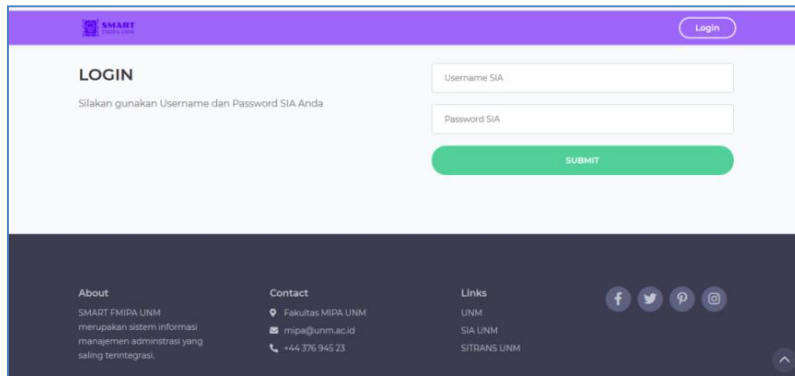 SMART
FMIPA UNM
Login
LOGIN
Silakan gunakan Username dan Password SIA Anda
Username SIA
Password SIA
SUBMIT
About
SMART FMIPA UNM
merupakan sistem informasi
manajemen adminstrasi yang
saling terintegrasi.
Contact
Fakultas MIPA UNM
mipa@unm.ac.id
+44 376 945 23
Links
UNM
SIA UNM
SITRANS UNM